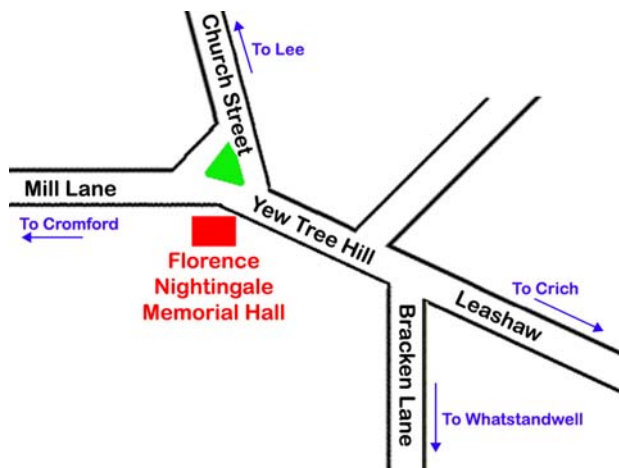 To Lee
Church Street
Mill Lane
To Cromford
Yew Tree Hill
Florence
Nightingale
Memorial Hall
To Crich
Leashaw
Bracken Lane
To Whatstandwell